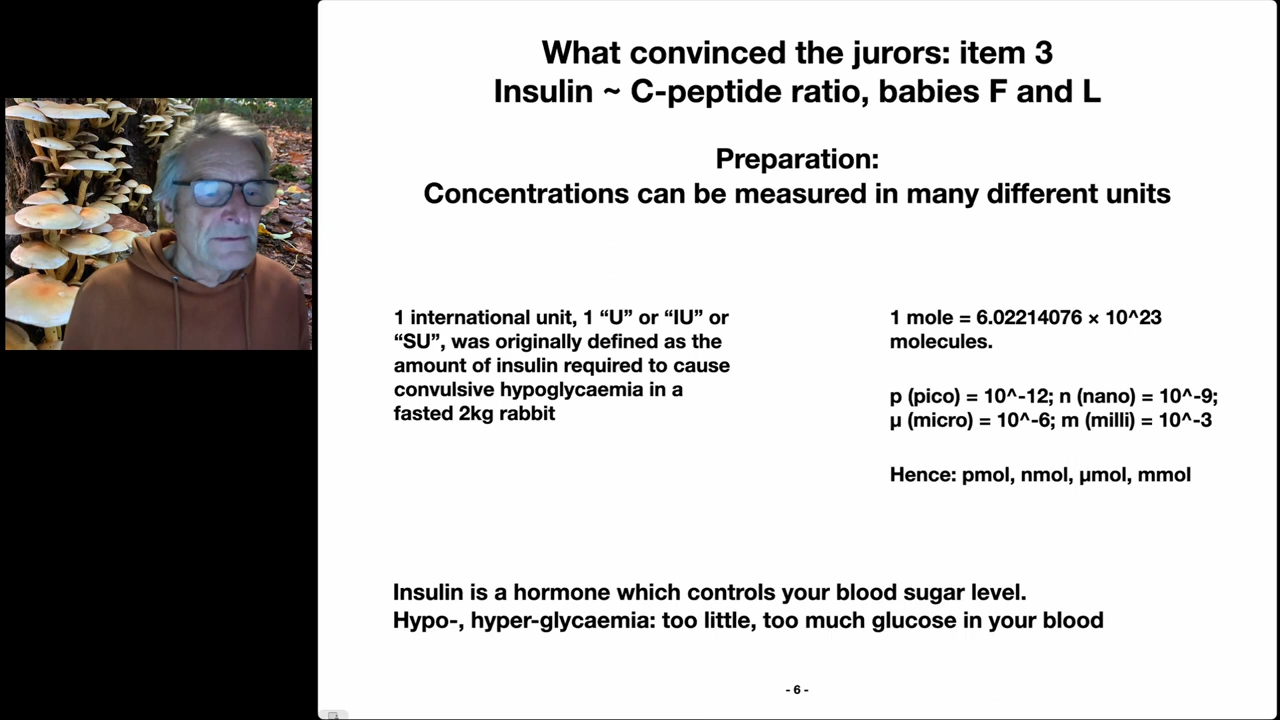 What convinced the jurors: item 3
Insulin ~ C-peptide ratio, babies F and L
Preparation:
Concentrations can be measured in many different units
1 international unit, 1 “U” or “IU” or
“SU”, was originally defined as the
amount of insulin required to cause
convulsive hypoglycaemia in a
fasted 2kg rabbit
1 mole = 6.02214076 × 10^23
molecules.
p (pico) = 10^-12; n (nano) = 10^-9;
µ (micro) = 10^-6; m (milli) = 10^-3
Hence: pmol, nmol, µmol, mmol
Insulin is a hormone which controls your blood sugar level.
Hypo-, hyper-glycaemia: too little, too much glucose in your blood
- 6 -